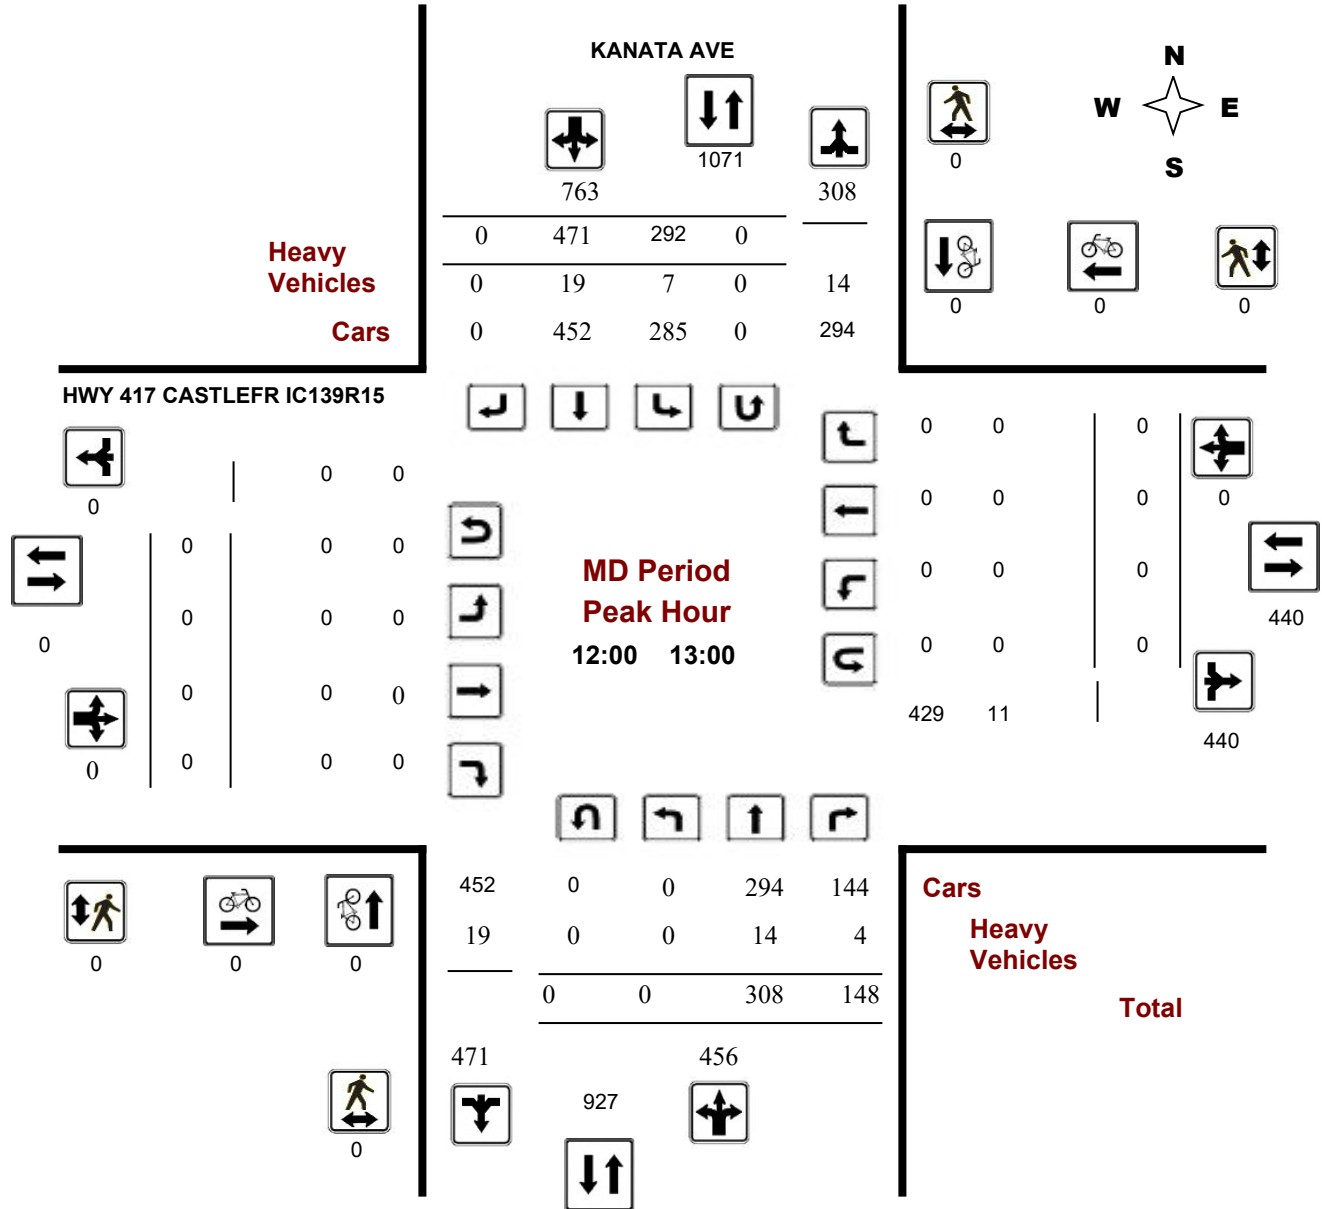 KANATA AVE
N
W E
S
1071
0
763 308
0 471 292 0
Heavy
Vehicles 0 19 7 0 14
Cars 0 452 285 0 294
0 0 0
HWY 417 CASTLEFR IC139R15
0 0 0
0 0
0
0 0 0 0
0 0 0
MD Period
0 0 0
Peak Hour
440
0 0 0
0
12:00 13:00
0 0 0
0 0 0
429 11
440
0 0 0
0
452 0 0 294 144
Cars
19 0 0 14 4
Heavy
Vehicles
0 0 0
0 0 308 148
Total
471 456
927
0